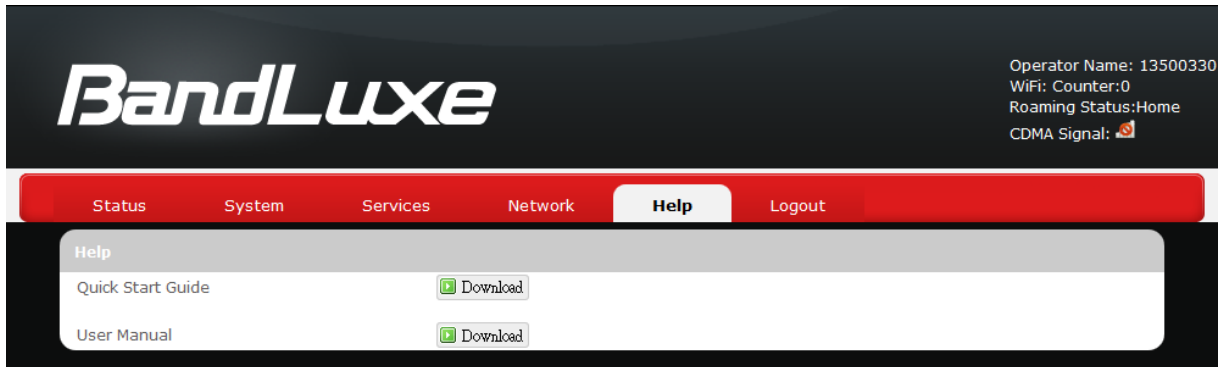 BandLuxe
Operator Name: 13500330
WiFi: Counter:0
Roaming Status:Home
CDMA Signal:
Status System Services Network Help Logout
Help
Quick Start Guide Download
User Manual Download